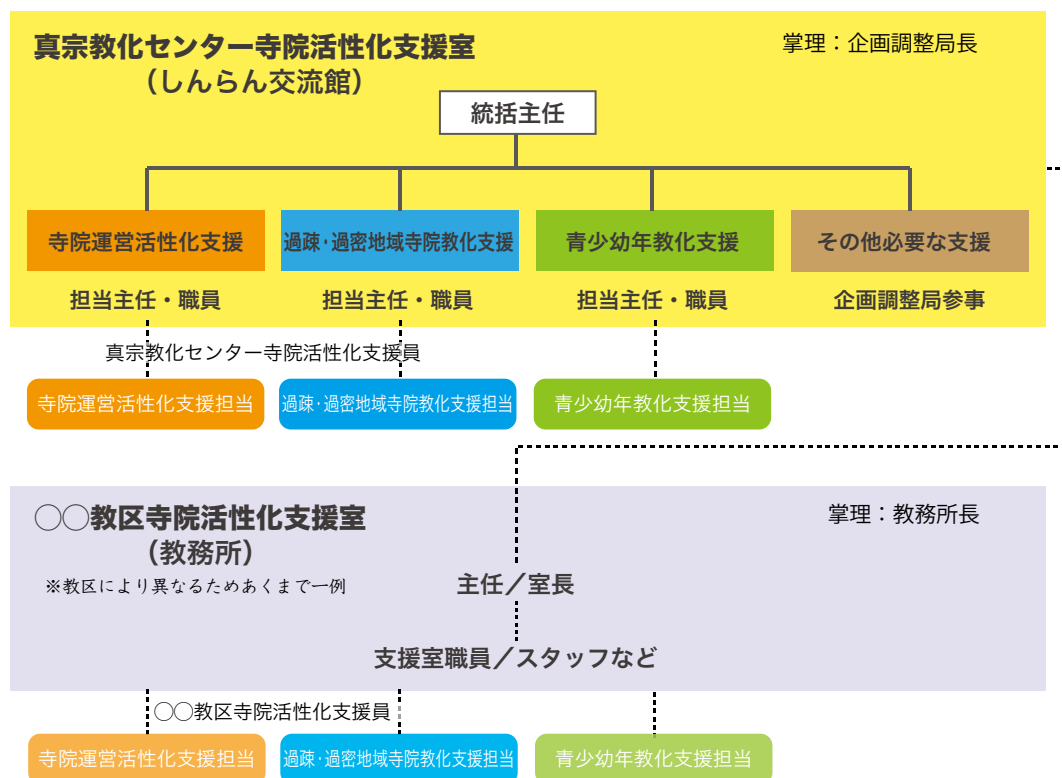 真宗教化センター寺院活性化支援室
（しんらん交流館）
掌理：企画調整局長
統括主任
寺院運営活性化支援
過疎・過密地域寺院教化支援
青少幼年教化支援
その他必要な支援
担当主任・職員
担当主任・職員
担当主任・職員
企画調整局参事
真宗教化センター寺院活性化支援員
寺院運営活性化支援担当
過疎・過密地域寺院教化支援担当
青少幼年教化支援担当
◯◯教区寺院活性化支援室
（教務所）
掌理：教務所長
※教区により異なるためあくまで一例
主任／室長
支援室職員／スタッフなど
◯◯教区寺院活性化支援員
寺院運営活性化支援担当
過疎・過密地域寺院教化支援担当
青少幼年教化支援担当